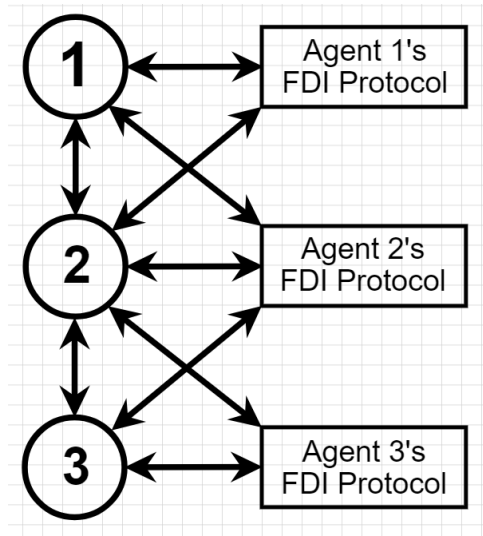 1
Agent 1's
FDI Protocol
2
Agent 2's
FDI Protocol
3
Agent 3's
FDI Protocol